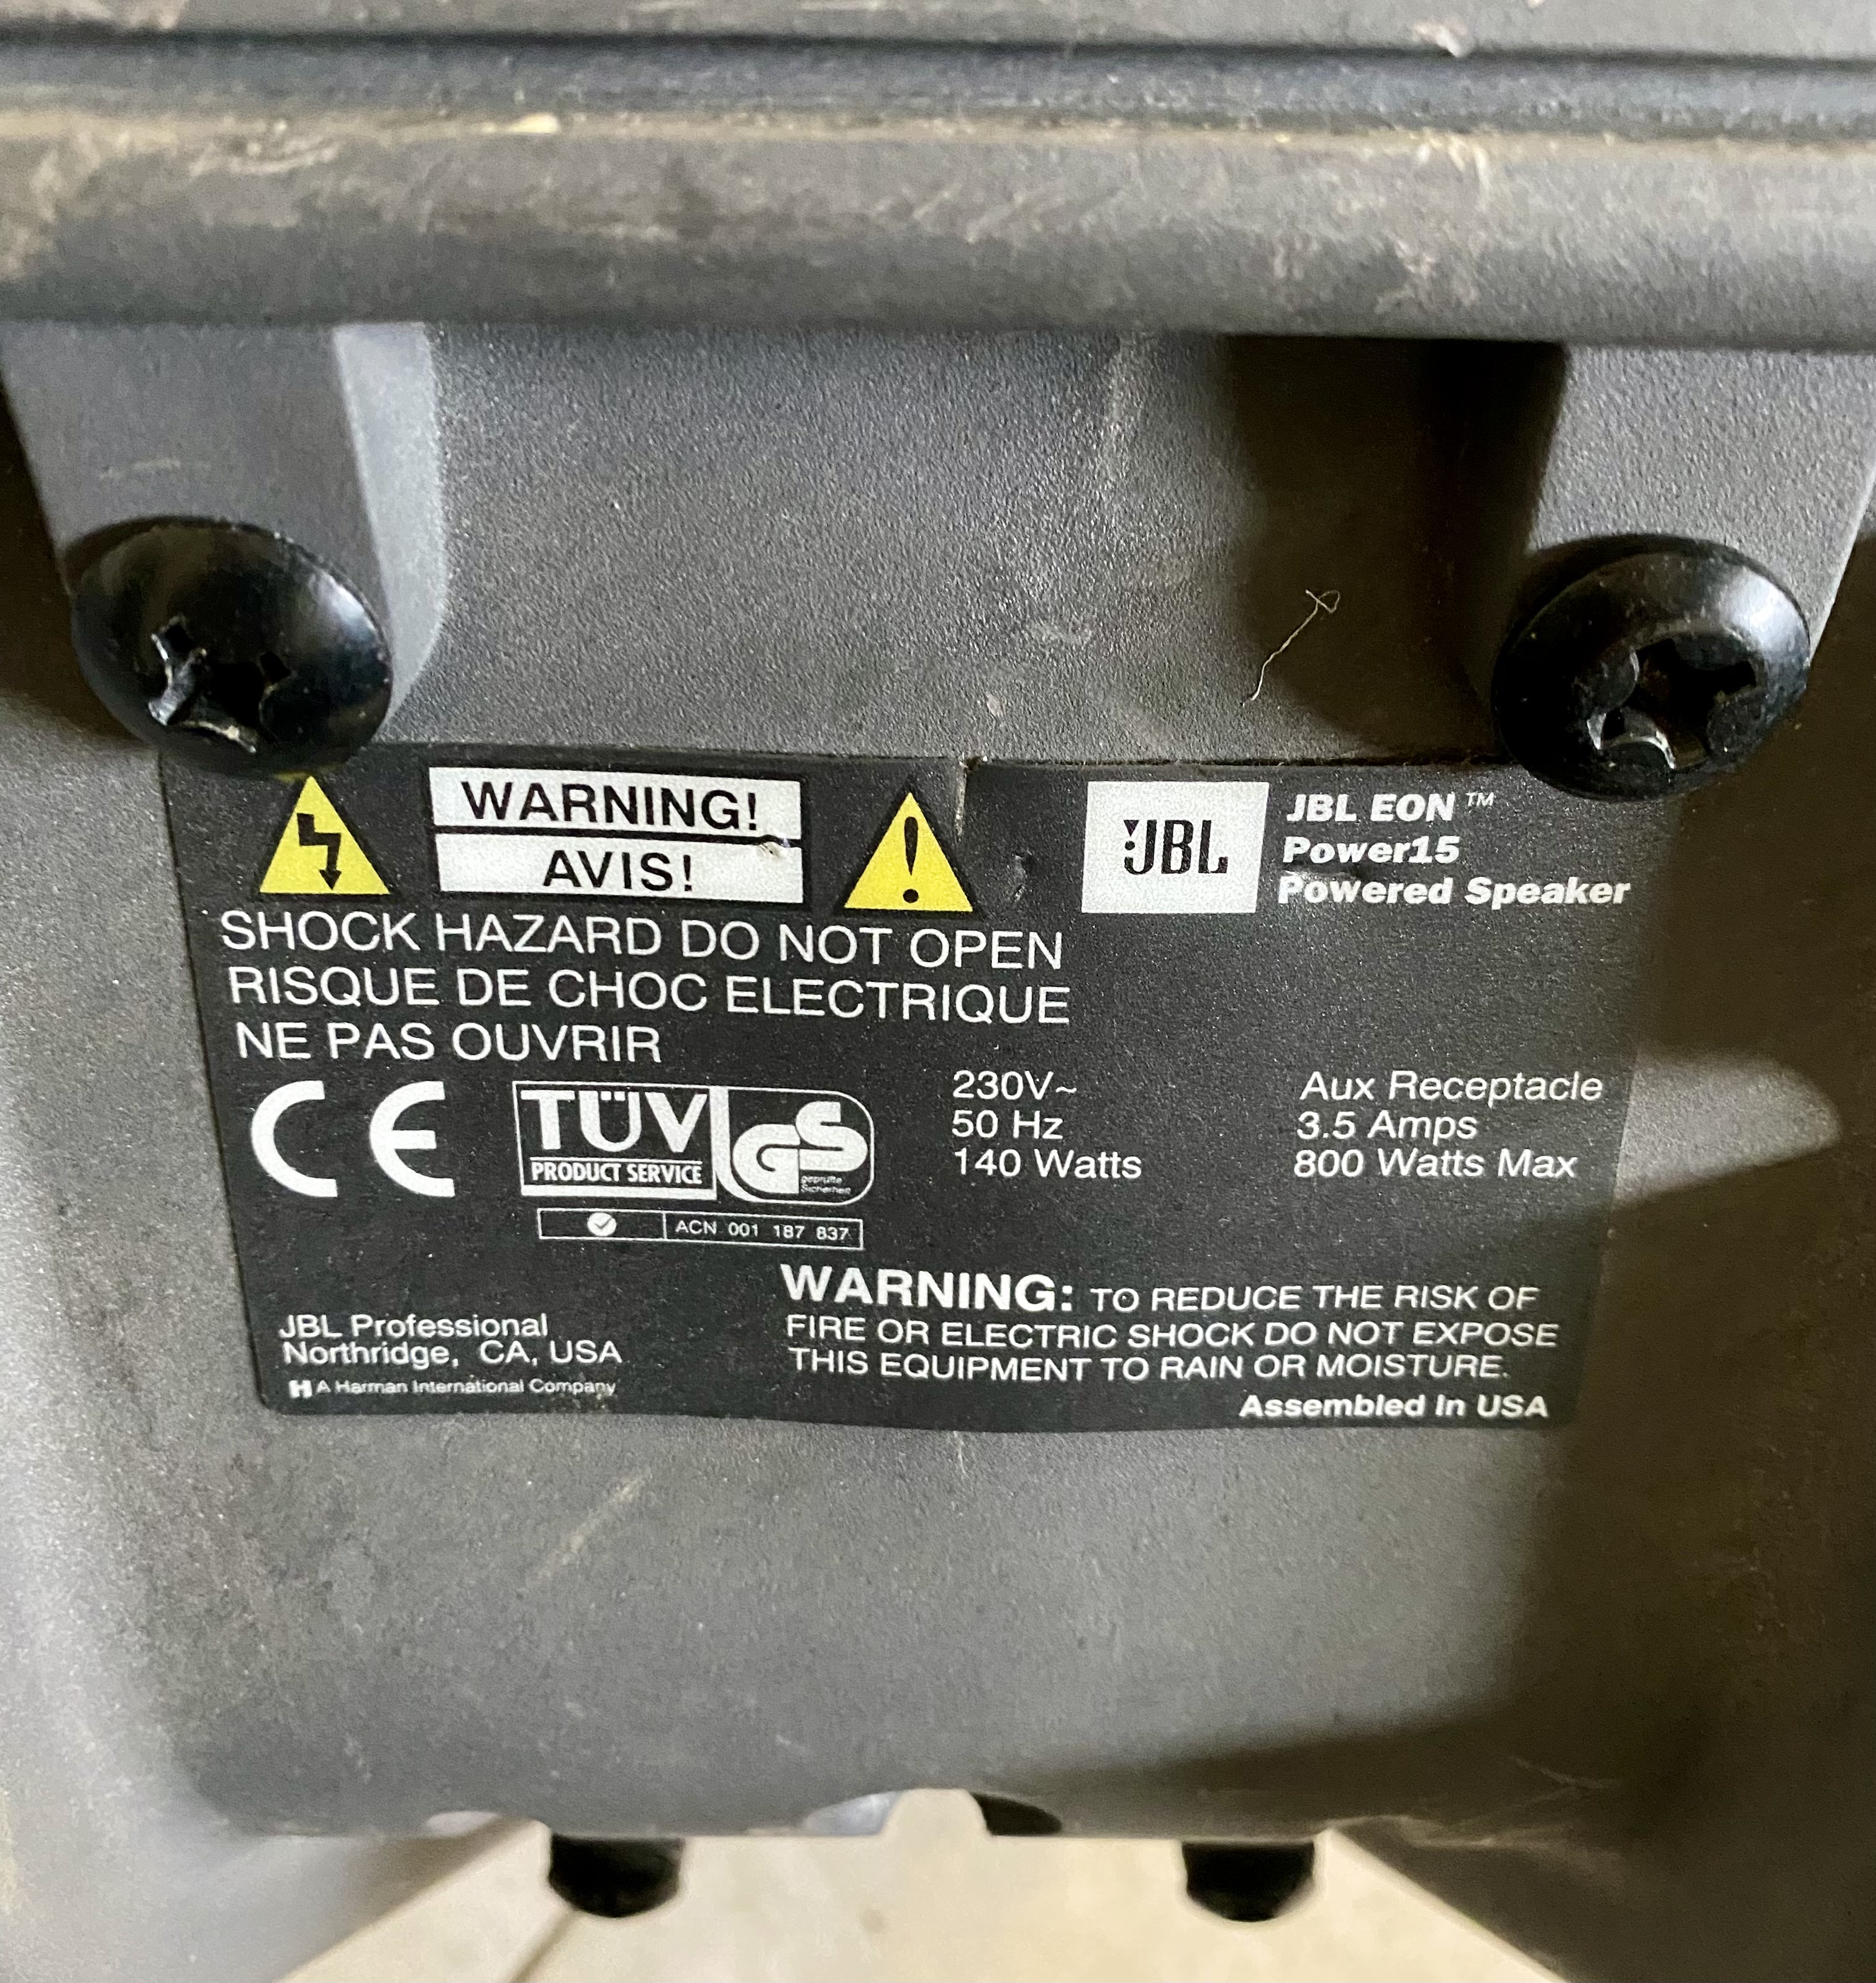 WARNING!
AVIS!
SHOCK HAZARD DO NOT OPEN
RISQUE DE CHOC ELECTRIQUE
NE PAS OUVRIR
JBL
JBL EON™
Power15
Powered Speaker
CE
TÜV
PRODUCT SERVICE
GS
geprüfte
Sicherheit
ACN 001 187 837
230V~
50 Hz
140 Watts
Aux Receptacle
3.5 Amps
800 Watts Max
JBL Professional
Northridge, CA, USA
H A Harman International Company
WARNING: TO REDUCE THE RISK OF
FIRE OR ELECTRIC SHOCK DO NOT EXPOSE
THIS EQUIPMENT TO RAIN OR MOISTURE.
Assembled In USA